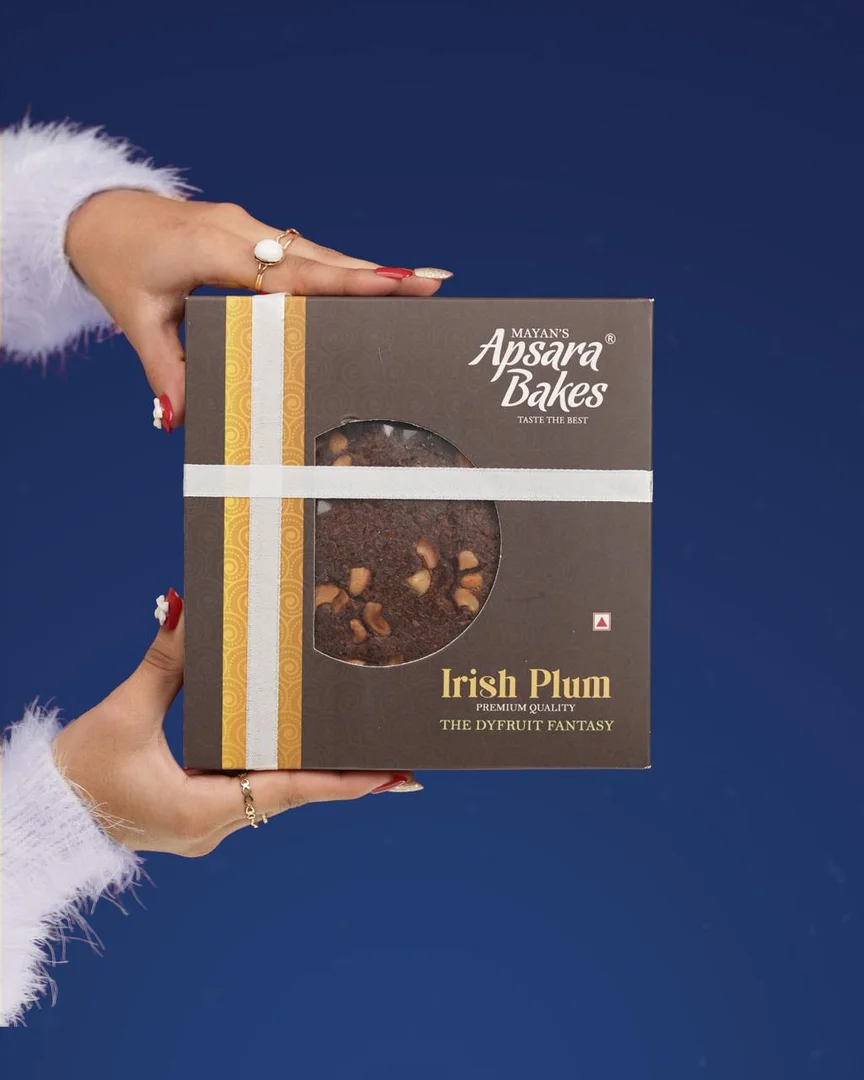 MAYAN'S
Apsara®
Bakes
TASTE THE BEST
Irish Plum
PREMIUM QUALITY
THE DYFRUIT FANTASY